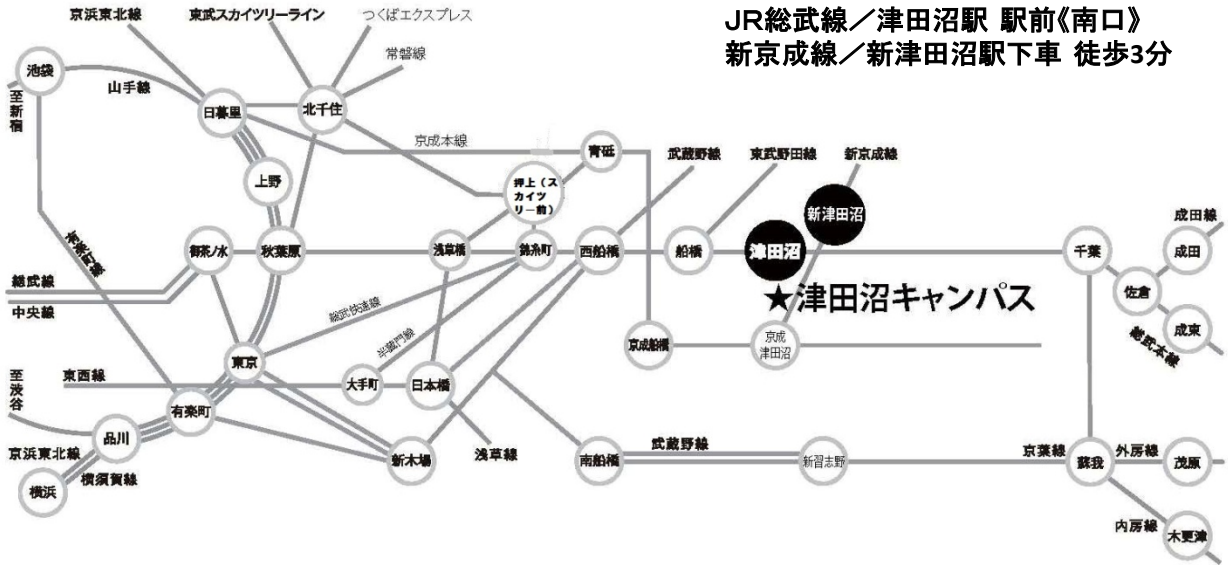 JR総武線／津田沼駅 駅前《南口》
新京成線／新津田沼駅下車 徒歩3分
京浜東北線
東武スカイツリーライン
つくばエクスプレス
常磐線
池袋
山手線
至新宿
日暮里
北千住
京成本線
青砥
武蔵野線
東武野田線
新京成線
上野
押上（ス
カイツ
リー前）
新津田沼
成田線
有楽町線
御茶ノ水
秋葉原
浅草橋
錦糸町
西船橋
船橋
津田沼
千葉
成田
総武線
中央線
佐倉
★津田沼キャンパス
総武快速線
半蔵門線
成東
総武本線
東京
京成船橋
京成
津田沼
至渋谷
東西線
大手町
日本橋
有楽町
品川
京浜東北線
横須賀線
横浜
新木場
浅草線
南船橋
武蔵野線
新習志野
京葉線
蘇我
外房線
茂原
内房線
木更津